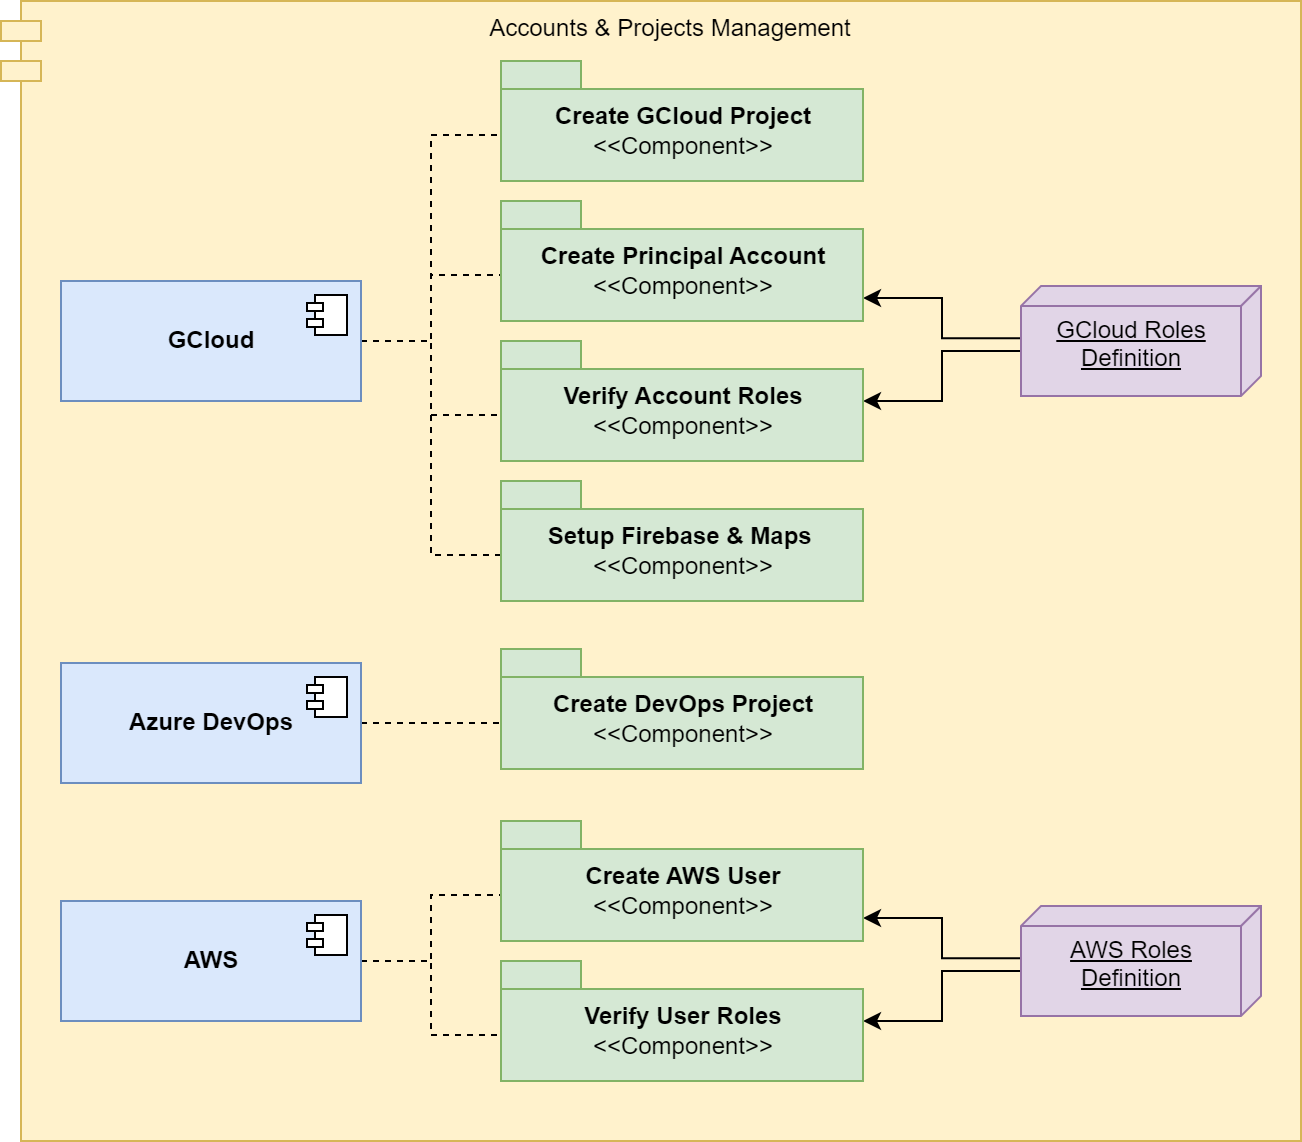 Accounts & Projects Management
Create GCloud Project
<<Component>>
Create Principal Account
<<Component>>
GCloud
GCloud Roles
Definition
Verify Account Roles
<<Component>>
Setup Firebase & Maps
<<Component>>
Azure DevOps
Create DevOps Project
<<Component>>
Create AWS User
<<Component>>
AWS
AWS Roles
Definition
Verify User Roles
<<Component>>